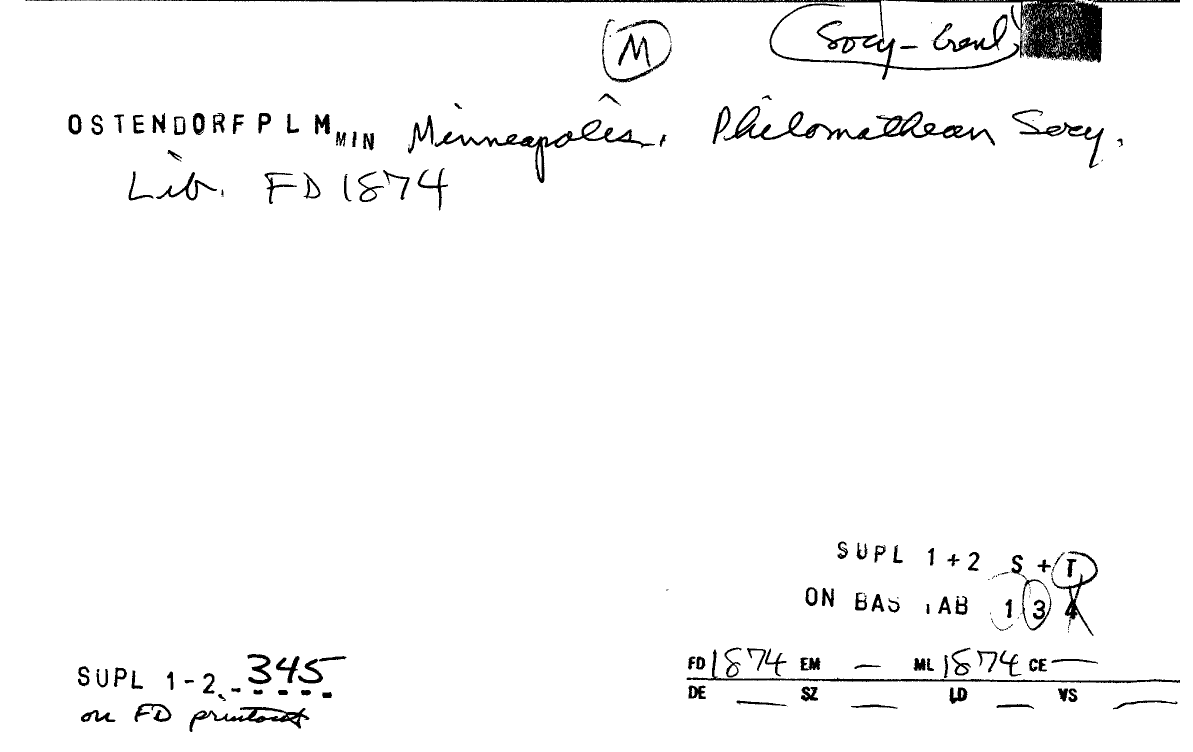 M Socy-Genl
OSTENDORF P L M MIN Minneapolis. Philomathean Socy.
Lib. FD 1874
SUPL 1+2 S+T
ON BAS TAB 1 3 4
SUPL 1-2 345
on FD printout
FD 1874 EM — ML 1874 CE —
DE — SZ — LD — VS —